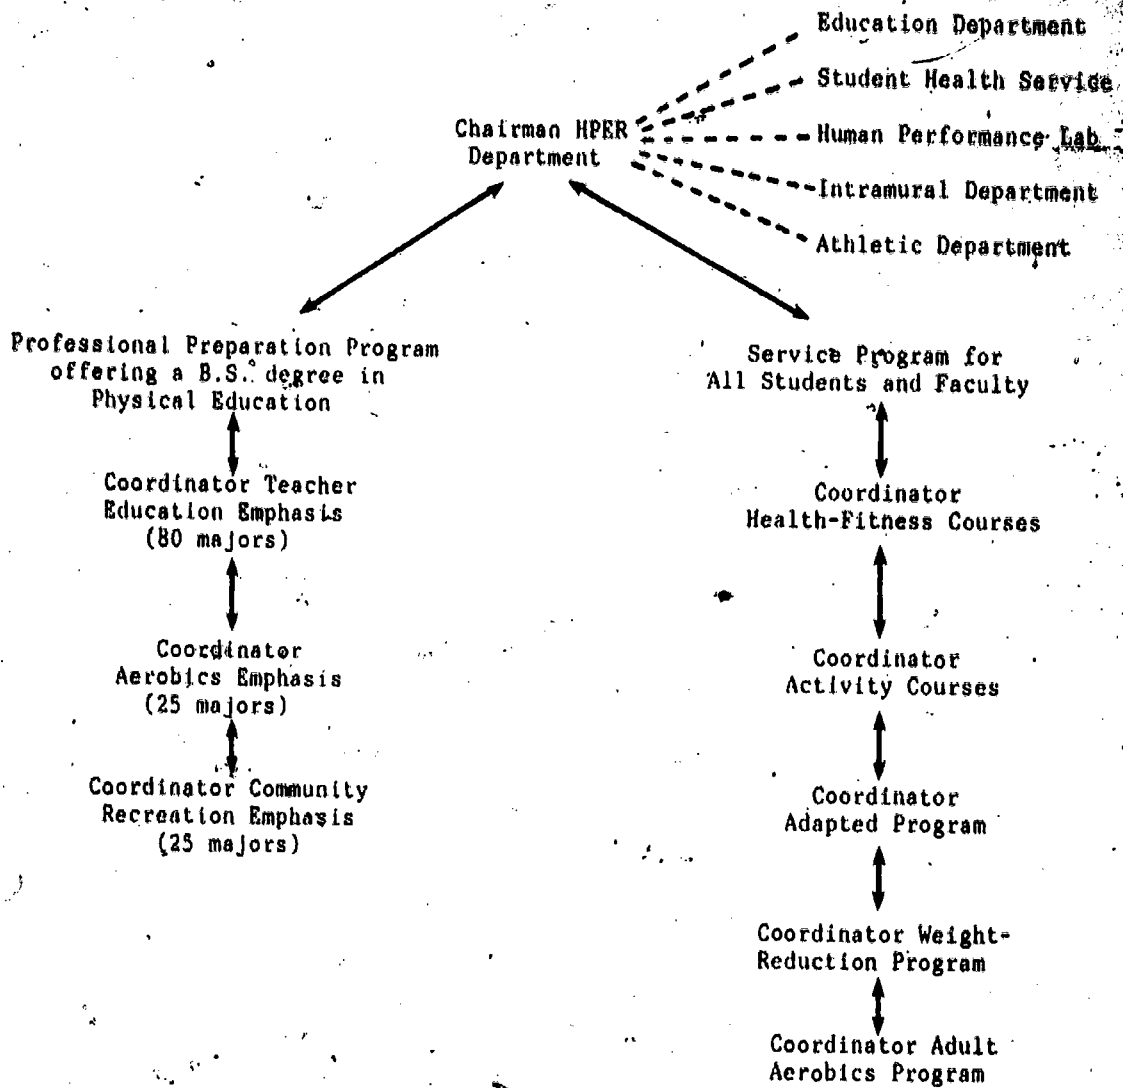 Education Department
Student Health Service
Chairman HPER
Department
Human Performance Lab
Intramural Department
Athletic Department
Professional Preparation Program
offering a B.S. degree in
Physical Education
Coordinator Teacher
Education Emphasis
(80 majors)
Coordinator
Aerobics Emphasis
(25 majors)
Coordinator Community
Recreation Emphasis
(25 majors)
Service Program for
All Students and Faculty
Coordinator
Health-Fitness Courses
Coordinator
Activity Courses
Coordinator
Adapted Program
Coordinator Weight-
Reduction Program
Coordinator Adult
Aerobics Program